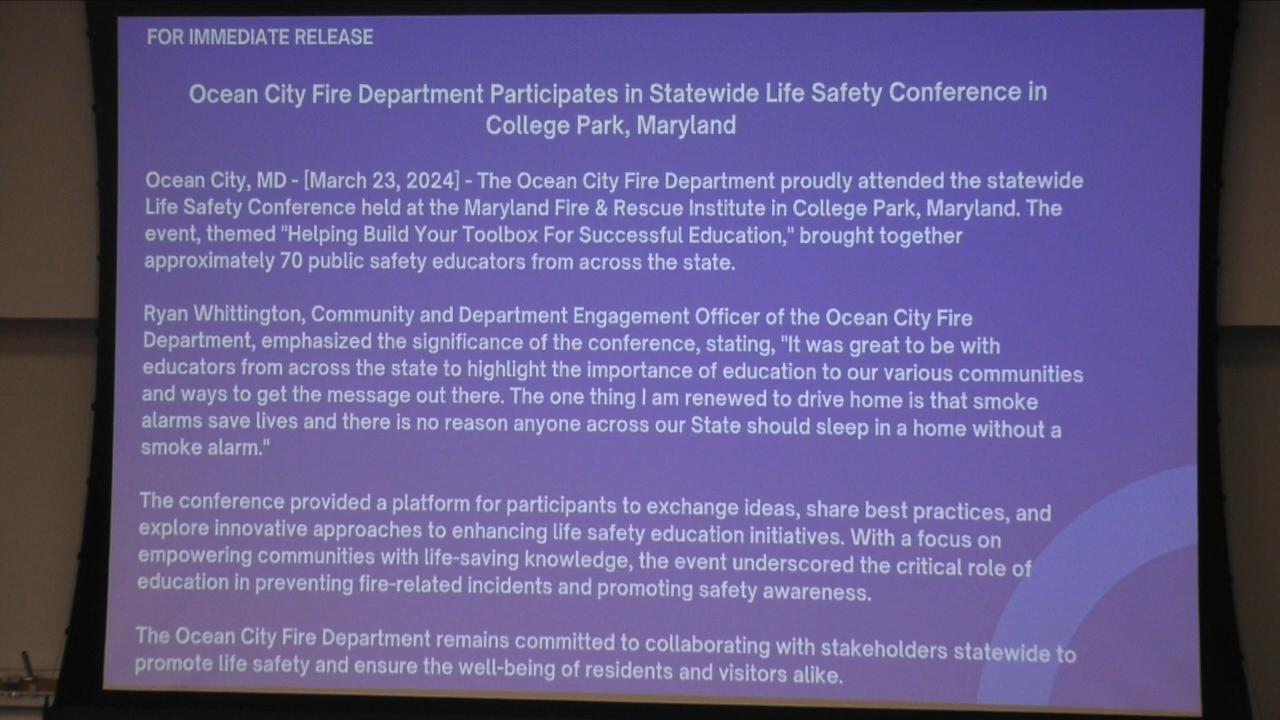 FOR IMMEDIATE RELEASE
Ocean City Fire Department Participates in Statewide Life Safety Conference in
College Park, Maryland
Ocean City, MD - [March 23, 2024] - The Ocean City Fire Department proudly attended the statewide
Life Safety Conference held at the Maryland Fire & Rescue Institute in College Park, Maryland. The
event, themed "Helping Build Your Toolbox For Successful Education," brought together
approximately 70 public safety educators from across the state.
Ryan Whittington, Community and Department Engagement Officer of the Ocean City Fire
Department, emphasized the significance of the conference, stating, "It was great to be with
educators from across the state to highlight the importance of education to our various communities
and ways to get the message out there. The one thing I am renewed to drive home is that smoke
alarms save lives and there is no reason anyone across our State should sleep in a home without a
smoke alarm."
The conference provided a platform for participants to exchange ideas, share best practices, and
explore innovative approaches to enhancing life safety education initiatives. With a focus on
empowering communities with life-saving knowledge, the event underscored the critical role of
education in preventing fire-related incidents and promoting safety awareness.
The Ocean City Fire Department remains committed to collaborating with stakeholders statewide to
promote life safety and ensure the well-being of residents and visitors alike.